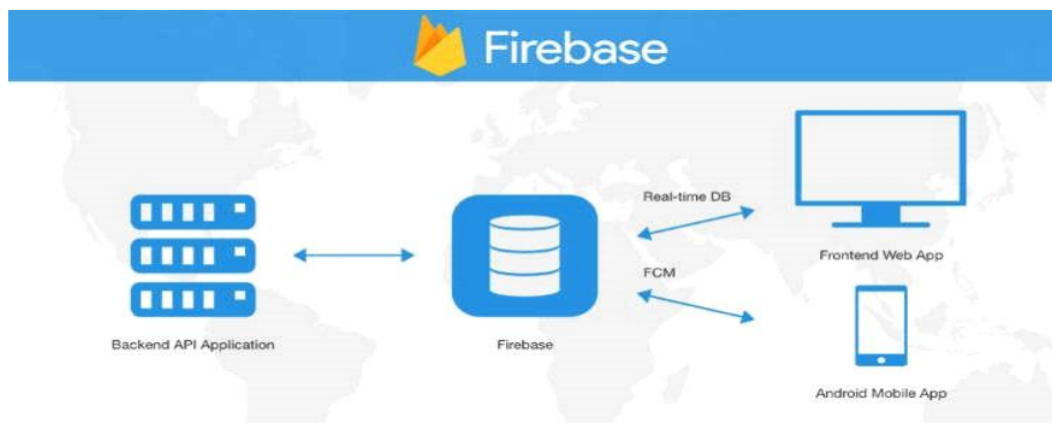 Firebase
Real-time DB
Frontend Web App
FCM
Backend API Application
Firebase
Android Mobile App